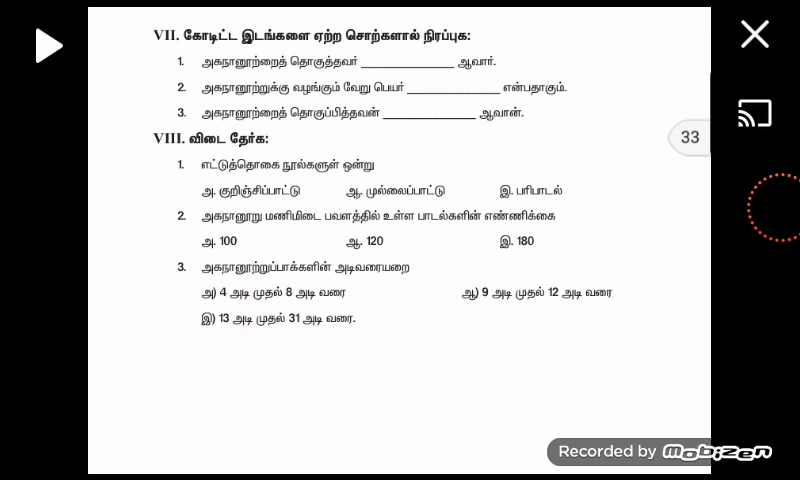 VII. கோடிட்ட இடங்களை ஏற்ற சொற்களால் நிரப்புக:
1. அகநானூற்றைத் தொகுத்தவர் ______________ ஆவார்.
2. அகநானூற்றுக்கு வழங்கும் வேறு பெயர் ______________ என்பதாகும்.
3. அகநானூற்றைத் தொகுப்பித்தவன் ______________ ஆவான்.
33
VIII. விடை தேர்க:
1. எட்டுத்தொகை நூல்களுள் ஒன்று
அ. குறிஞ்சிப்பாட்டு ஆ. முல்லைப்பாட்டு இ. பரிபாடல்
2. அகநானூறு மணிமிடை பவளத்தில் உள்ள பாடல்களின் எண்ணிக்கை
அ. 100 ஆ. 120 இ. 180
3. அகநானூற்றுப்பாக்களின் அடிவரையறை
அ) 4 அடி முதல் 8 அடி வரை ஆ) 9 அடி முதல் 12 அடி வரை
இ) 13 அடி முதல் 31 அடி வரை.
Recorded by mobizen